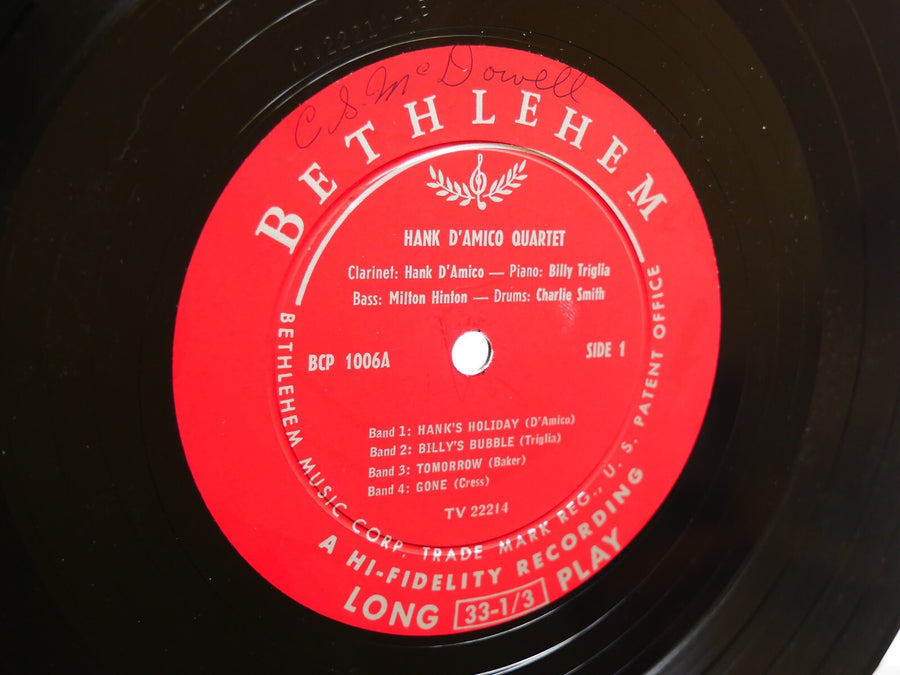 TV22214-1B
C. S. McDowell
BETHLEHEM
HANK D'AMICO QUARTET
Clarinet: Hank D'Amico — Piano: Billy Triglia
Bass: Milton Hinton — Drums: Charlie Smith
BCP 1006A
SIDE 1
Band 1: HANK'S HOLIDAY (D'Amico)
Band 2: BILLY'S BUBBLE (Triglia)
Band 3: TOMORROW (Baker)
Band 4: GONE (Cress)
TV 22214
BETHLEHEM MUSIC CORP. TRADE MARK REG., U. S. PATENT OFFICE
A HI-FIDELITY RECORDING
LONG 33-1/3 PLAY